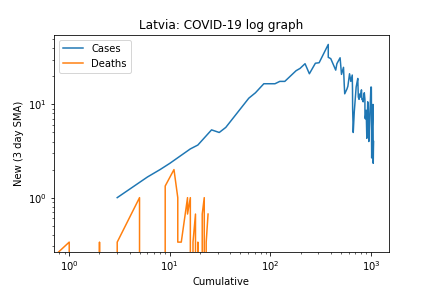 Latvia: COVID-19 log graph
Cases
Deaths
New (3 day SMA)
10¹
10⁰
10⁰
10¹
10²
10³
Cumulative